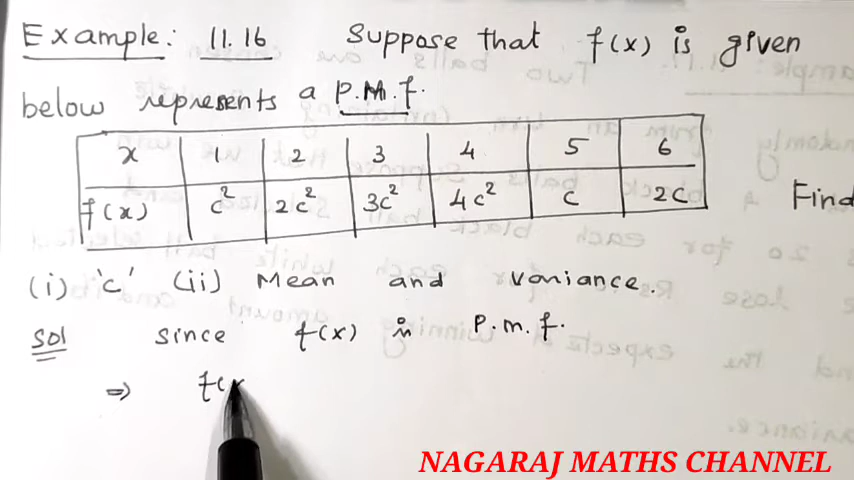 Example: 11.16 Suppose that f(x) is given
below represents a P.M.f.
x 1 2 3 4 5 6
f(x) c² 2c² 3c² 4c² c 2c Find
(i) 'c' (ii) Mean and variance.
Sol since f(x) is P.m.f.
⇒ f(x
NAGARAJ MATHS CHANNEL